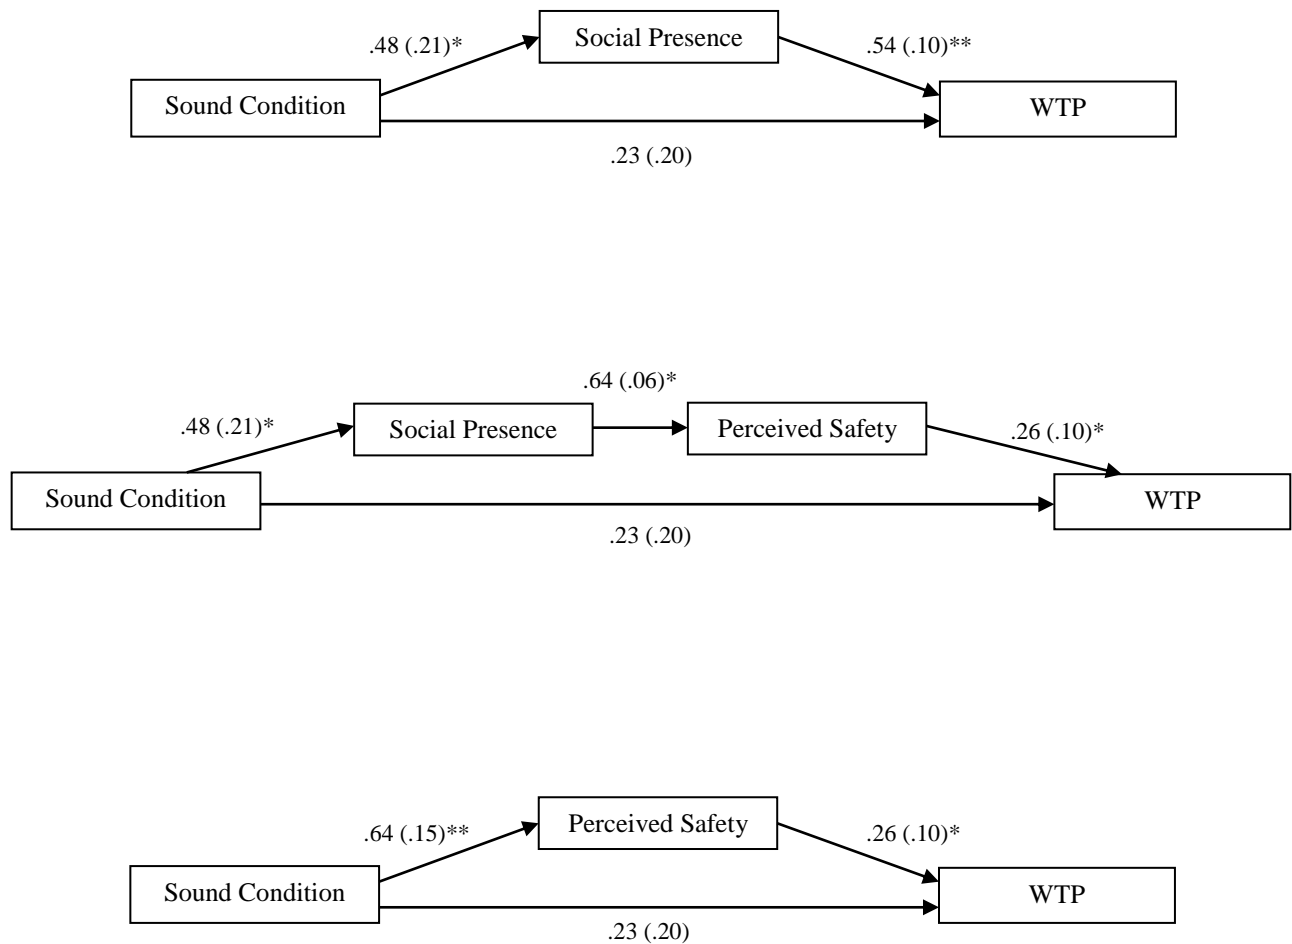 Social Presence
.48 (.21)*
.54 (.10)**
Sound Condition
WTP
.23 (.20)
.64 (.06)*
.48 (.21)*
Social Presence
Perceived Safety
.26 (.10)*
Sound Condition
WTP
.23 (.20)
Perceived Safety
.64 (.15)**
.26 (.10)*
Sound Condition
WTP
.23 (.20)